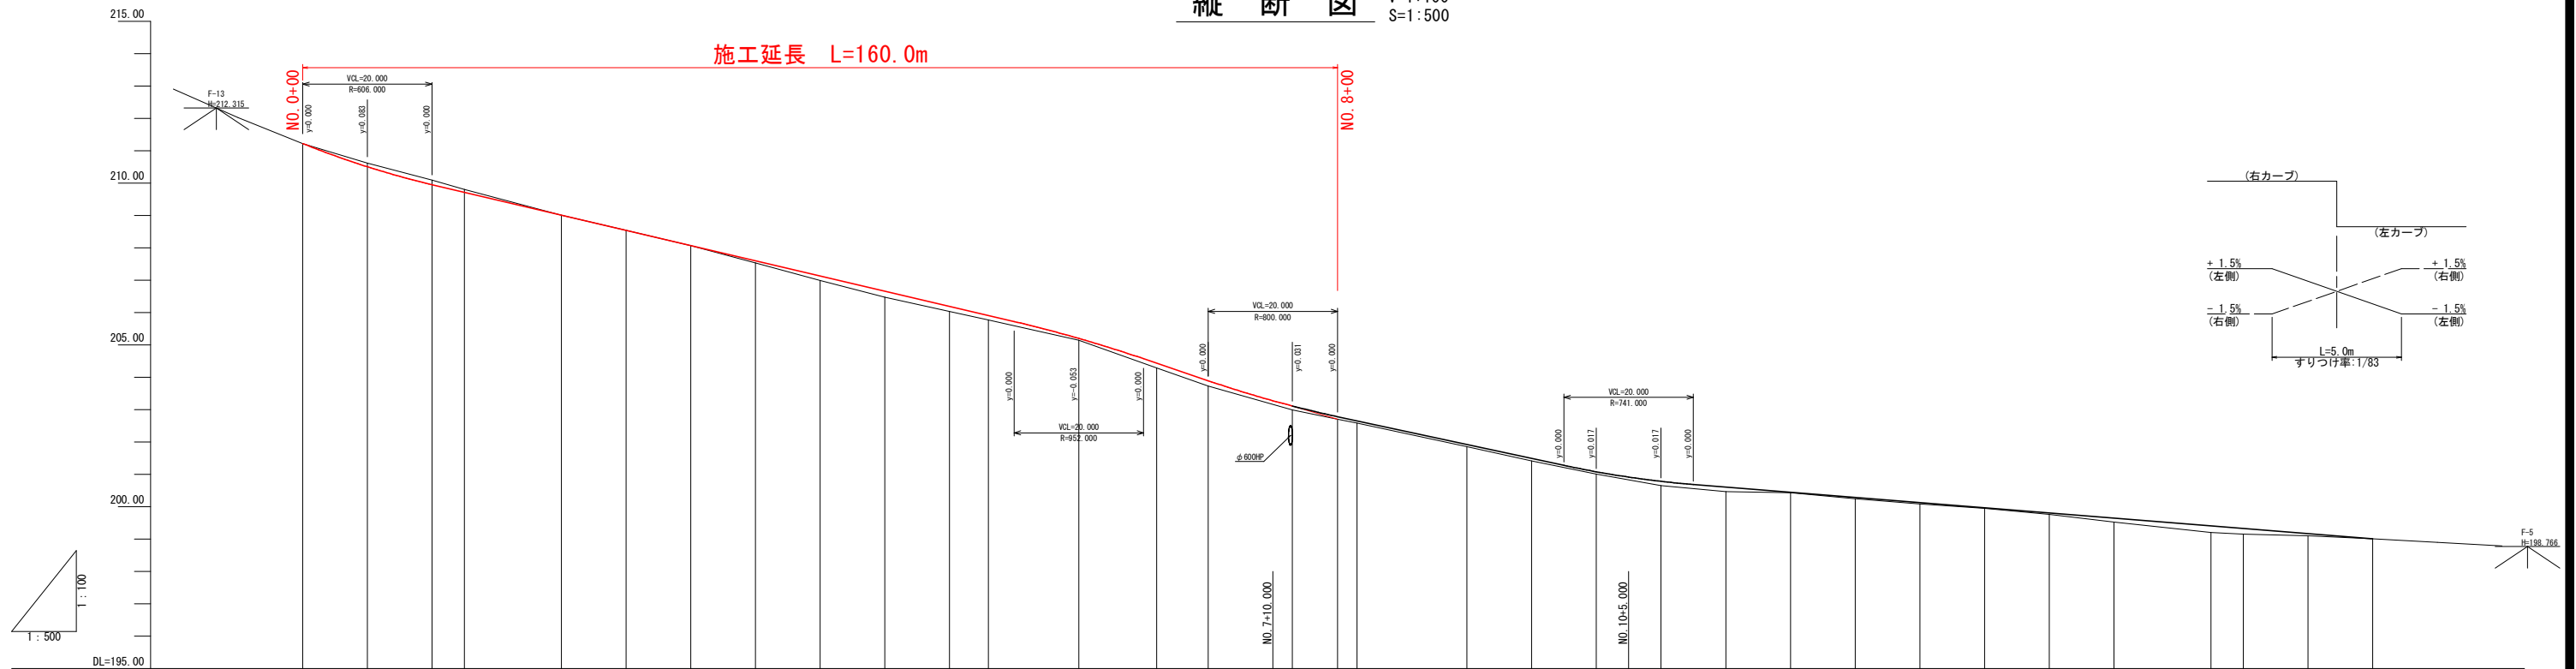 縦 断 図
S=1:500
215.00
施工延長 L=160.0m
NO.0+00
NO.8+00
VCL=20.000
R=606.000
F-13
H=212.315
y=0.000
y=0.083
y=0.000
210.00
(右カーブ)
(左カーブ)
+ 1.5%
(左側)
+ 1.5%
(右側)
- 1.5%
(右側)
- 1.5%
(左側)
L=5.0m
すりつけ率:1/83
VCL=20.000
R=800.000
205.00
y=0.000
y=0.031
y=0.000
y=0.000
y=-0.053
y=0.000
VCL=20.000
R=952.000
VCL=20.000
R=741.000
y=0.000
y=0.017
y=0.017
y=0.000
φ600HP
200.00
F-5
H=198.766
1:100
1:500
NO.7+10.000
NO.10+5.000
DL=195.00